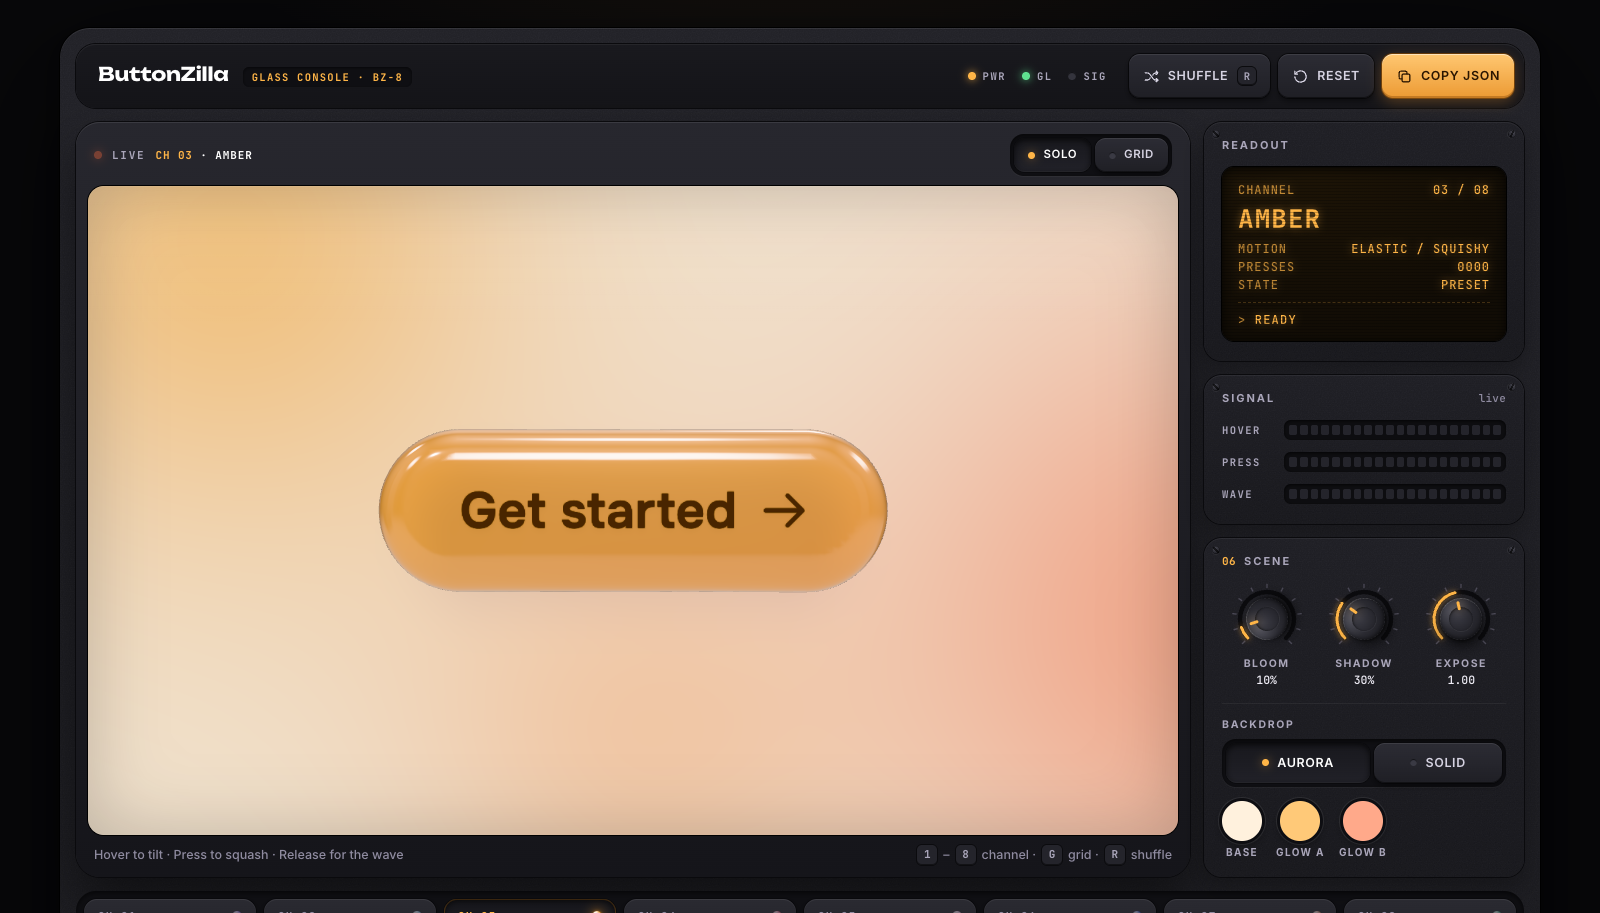 ButtonZilla
GLASS CONSOLE · BZ-8
PWR
GL
SIG
SHUFFLE R
RESET
COPY JSON
LIVE CH 03 · AMBER
SOLO
GRID
Get started →
Hover to tilt · Press to squash · Release for the wave
1 – 8 channel · G grid · R shuffle
READOUT
CHANNEL 03 / 08
AMBER
MOTION ELASTIC / SQUISHY
PRESSES 0000
STATE PRESET
> READY
SIGNAL live
HOVER
PRESS
WAVE
06 SCENE
BLOOM SHADOW EXPOSE
10% 30% 1.00
BACKDROP
AURORA SOLID
BASE GLOW A GLOW B